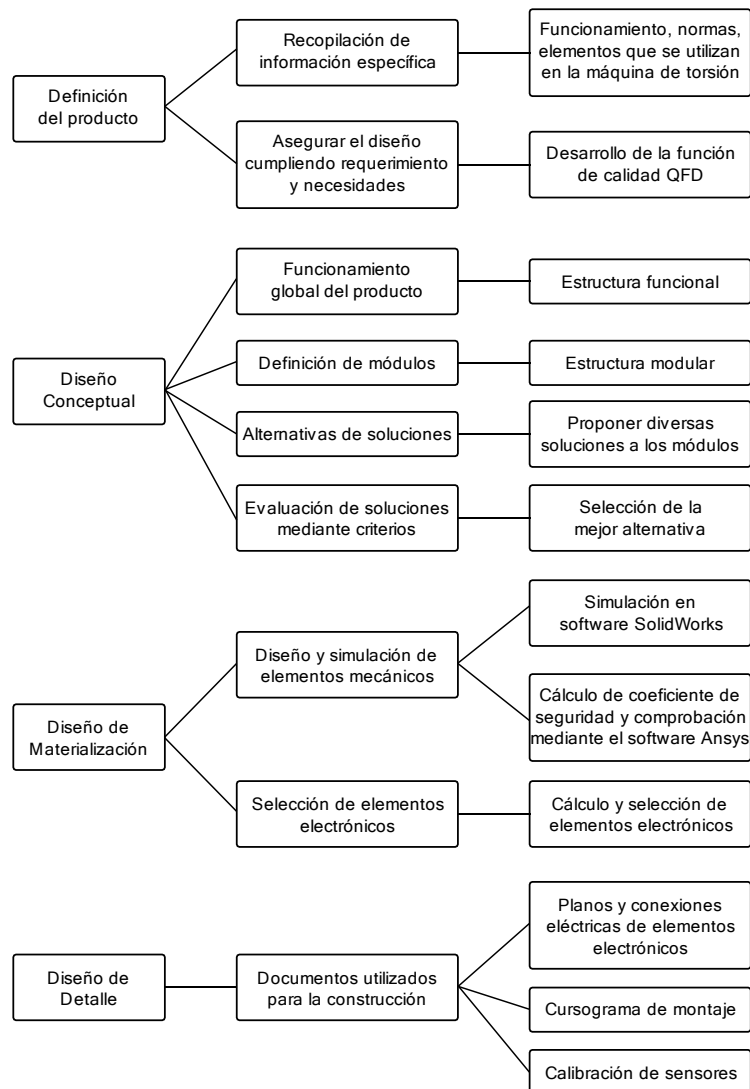 Definición
del producto
Recopilación de
información específica
Funcionamiento, normas,
elementos que se utilizan
en la máquina de torsión
Asegurar el diseño
cumpliendo requerimiento
y necesidades
Desarrollo de la función
de calidad QFD
Diseño
Conceptual
Funcionamiento
global del producto
Estructura funcional
Definición de módulos
Estructura modular
Alternativas de soluciones
Proponer diversas
soluciones a los módulos
Evaluación de soluciones
mediante criterios
Selección de la
mejor alternativa
Diseño de
Materialización
Diseño y simulación de
elementos mecánicos
Simulación en
software SolidWorks
Cálculo de coeficiente de
seguridad y comprobación
mediante el software Ansys
Selección de elementos
electrónicos
Cálculo y selección de
elementos electrónicos
Diseño de
Detalle
Documentos utilizados
para la construcción
Planos y conexiones
eléctricas de elementos
electrónicos
Cursograma de montaje
Calibración de sensores